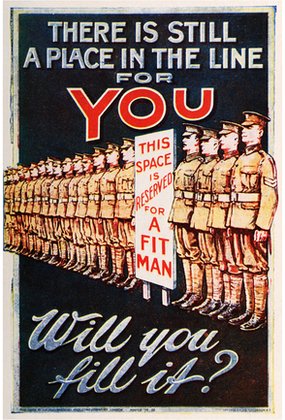 THERE IS STILL
A PLACE IN THE LINE
FOR
YOU
THIS
SPACE
IS
RESERVED
FOR
A
FIT
MAN
Will you
fill it?